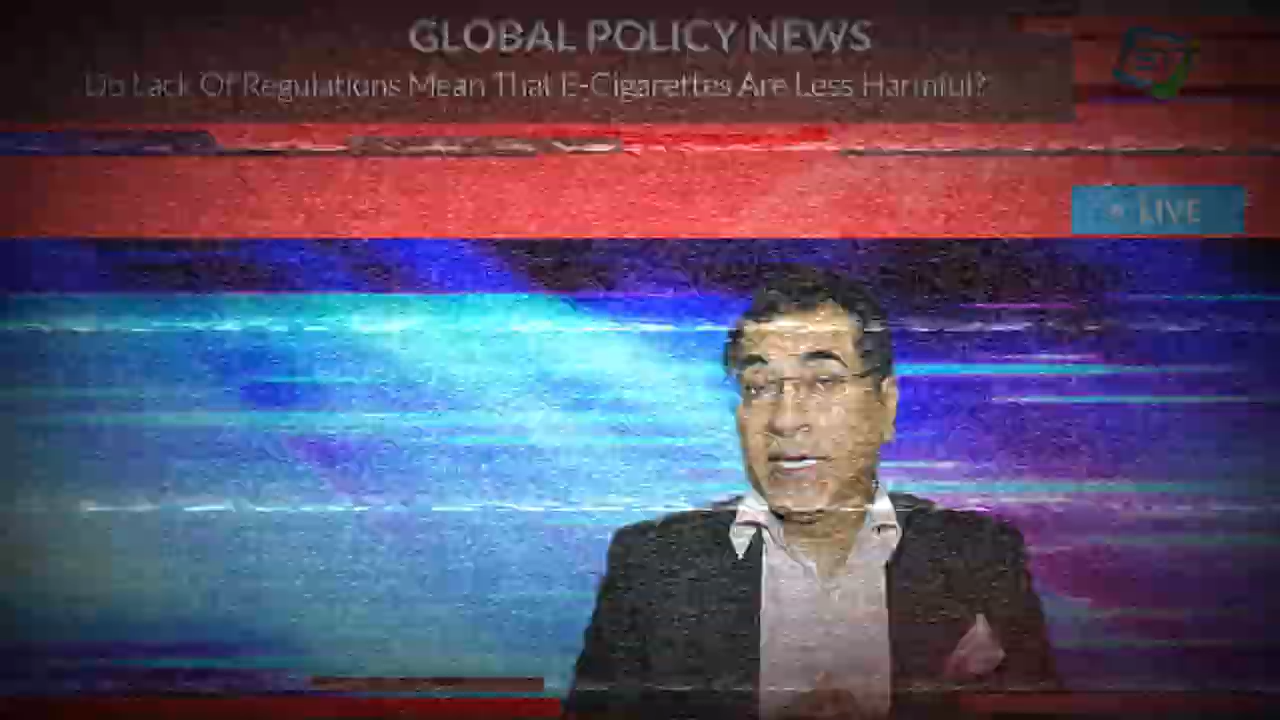 GLOBAL POLICY NEWS
Do Lack Of Regulations Mean That E-Cigarettes Are Less Harmful?
LIVE